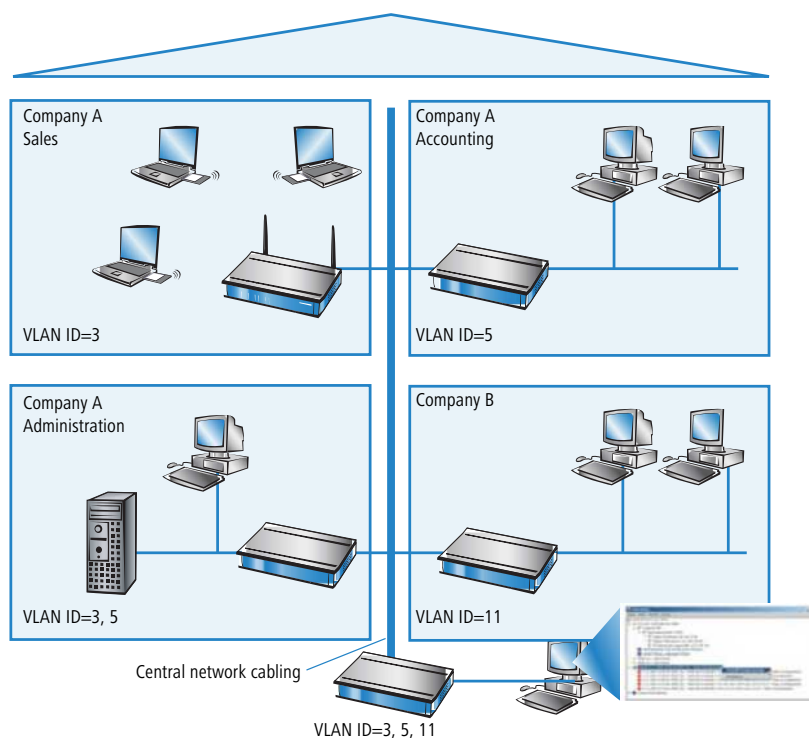 Company A
Sales
VLAN ID=3
Company A
Accounting
VLAN ID=5
Company A
Administration
VLAN ID=3, 5
Company B
VLAN ID=11
Central network cabling
VLAN ID=3, 5, 11